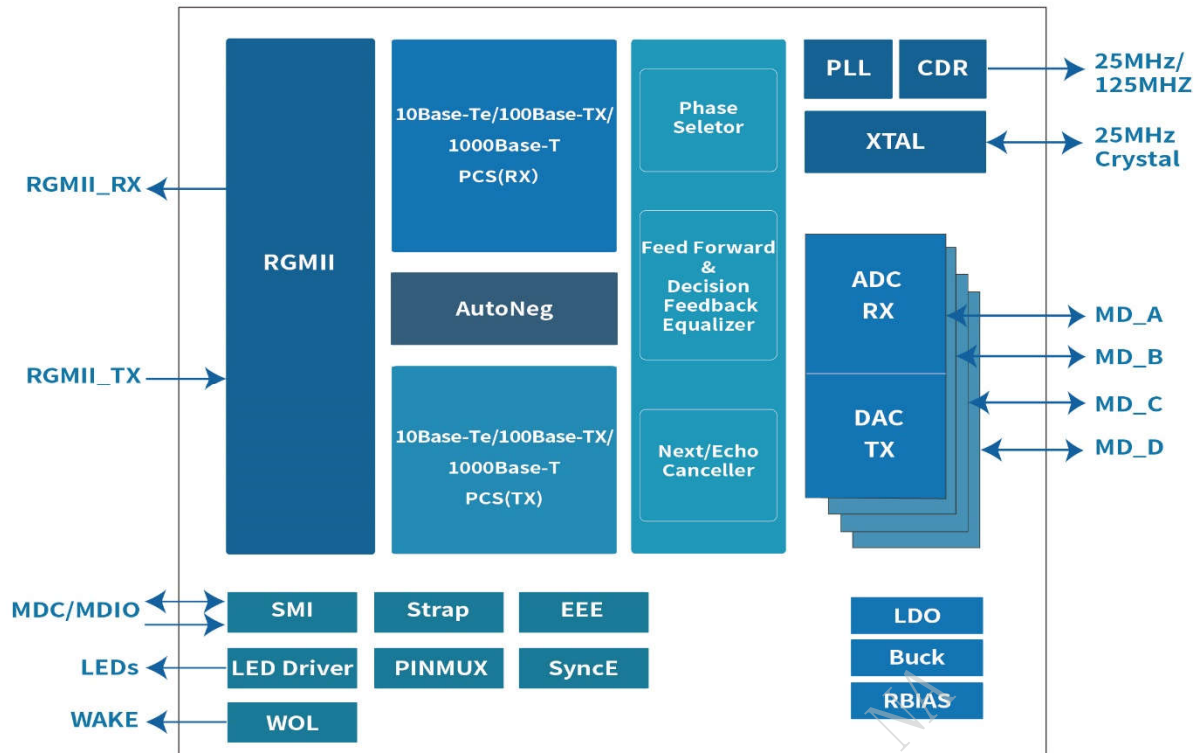 RGMII_RX
RGMII_TX
RGMII
10Base-Te/100Base-TX/
1000Base-T
PCS(RX)
AutoNeg
10Base-Te/100Base-TX/
1000Base-T
PCS(TX)
Phase
Seletor
Feed Forward
&
Decision
Feedback
Equalizer
Next/Echo
Canceller
PLL
CDR
25MHz/
125MHZ
XTAL
25MHz
Crystal
ADC
RX
DAC
TX
MD_A
MD_B
MD_C
MD_D
MDC/MDIO
SMI
Strap
EEE
LEDs
LED Driver
PINMUX
SyncE
WAKE
WOL
LDO
Buck
RBIAS